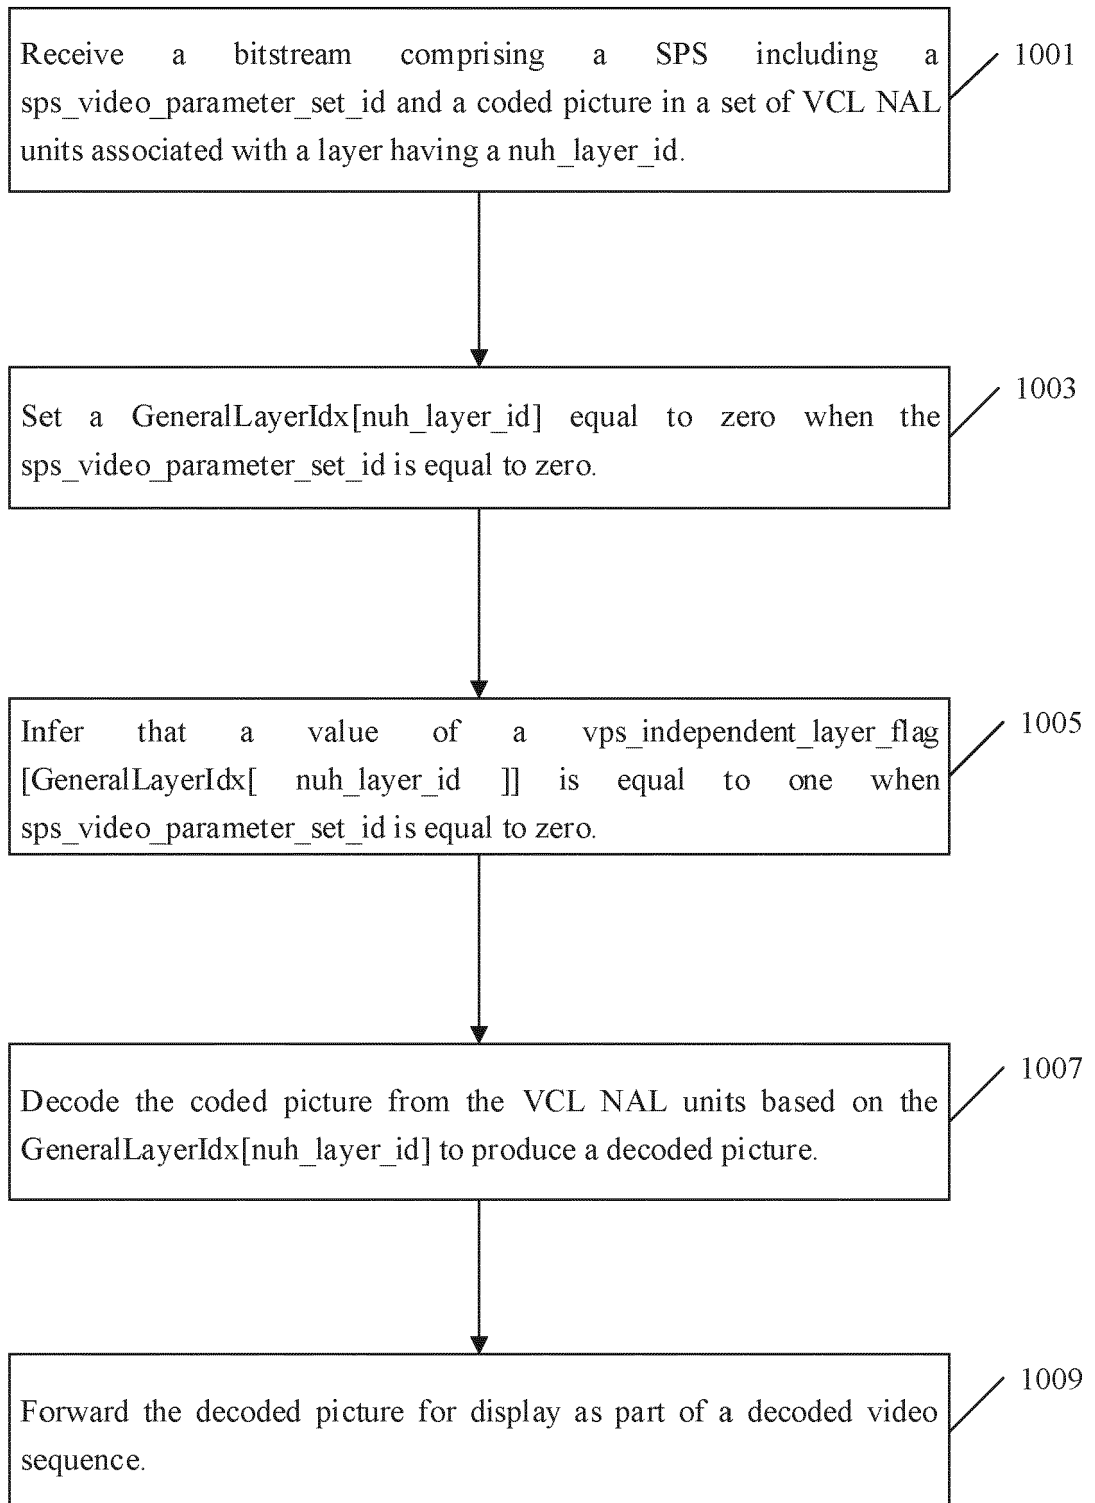 Receive a bitstream comprising a SPS including a
sps_video_parameter_set_id and a coded picture in a set of VCL NAL
units associated with a layer having a nuh_layer_id.
1001
Set a GeneralLayerIdx[nuh_layer_id] equal to zero when the
sps_video_parameter_set_id is equal to zero.
1003
Infer that a value of a vps_independent_layer_flag
[GeneralLayerIdx[ nuh_layer_id ]] is equal to one when
sps_video_parameter_set_id is equal to zero.
1005
Decode the coded picture from the VCL NAL units based on the
GeneralLayerIdx[nuh_layer_id] to produce a decoded picture.
1007
Forward the decoded picture for display as part of a decoded video
sequence.
1009